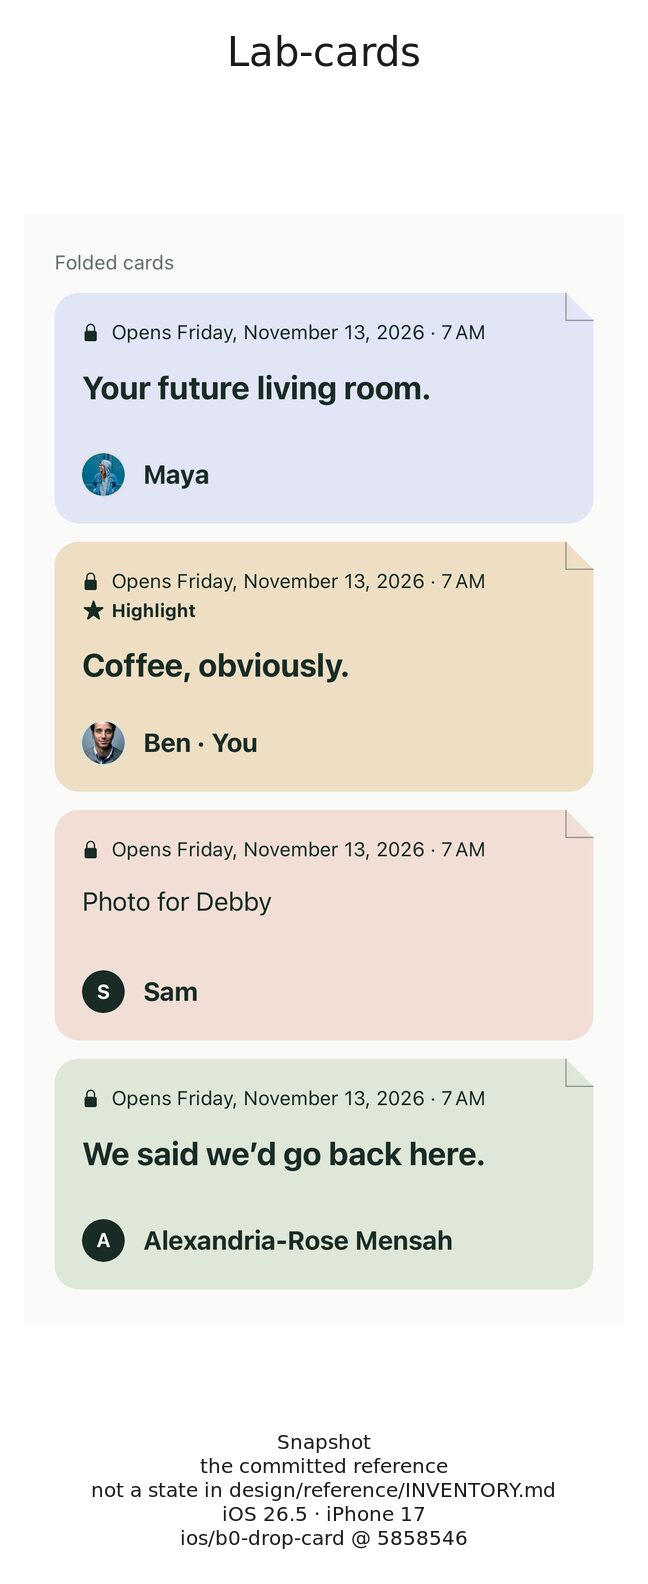 Lab-cards
Folded cards
Opens Friday, November 13, 2026 · 7 AM
Your future living room.
Maya
Opens Friday, November 13, 2026 · 7 AM
Highlight
Coffee, obviously.
Ben · You
Opens Friday, November 13, 2026 · 7 AM
Photo for Debby
S Sam
Opens Friday, November 13, 2026 · 7 AM
We said we’d go back here.
A Alexandria-Rose Mensah
Snapshot
the committed reference
not a state in design/reference/INVENTORY.md
iOS 26.5 · iPhone 17
ios/b0-drop-card @ 5858546